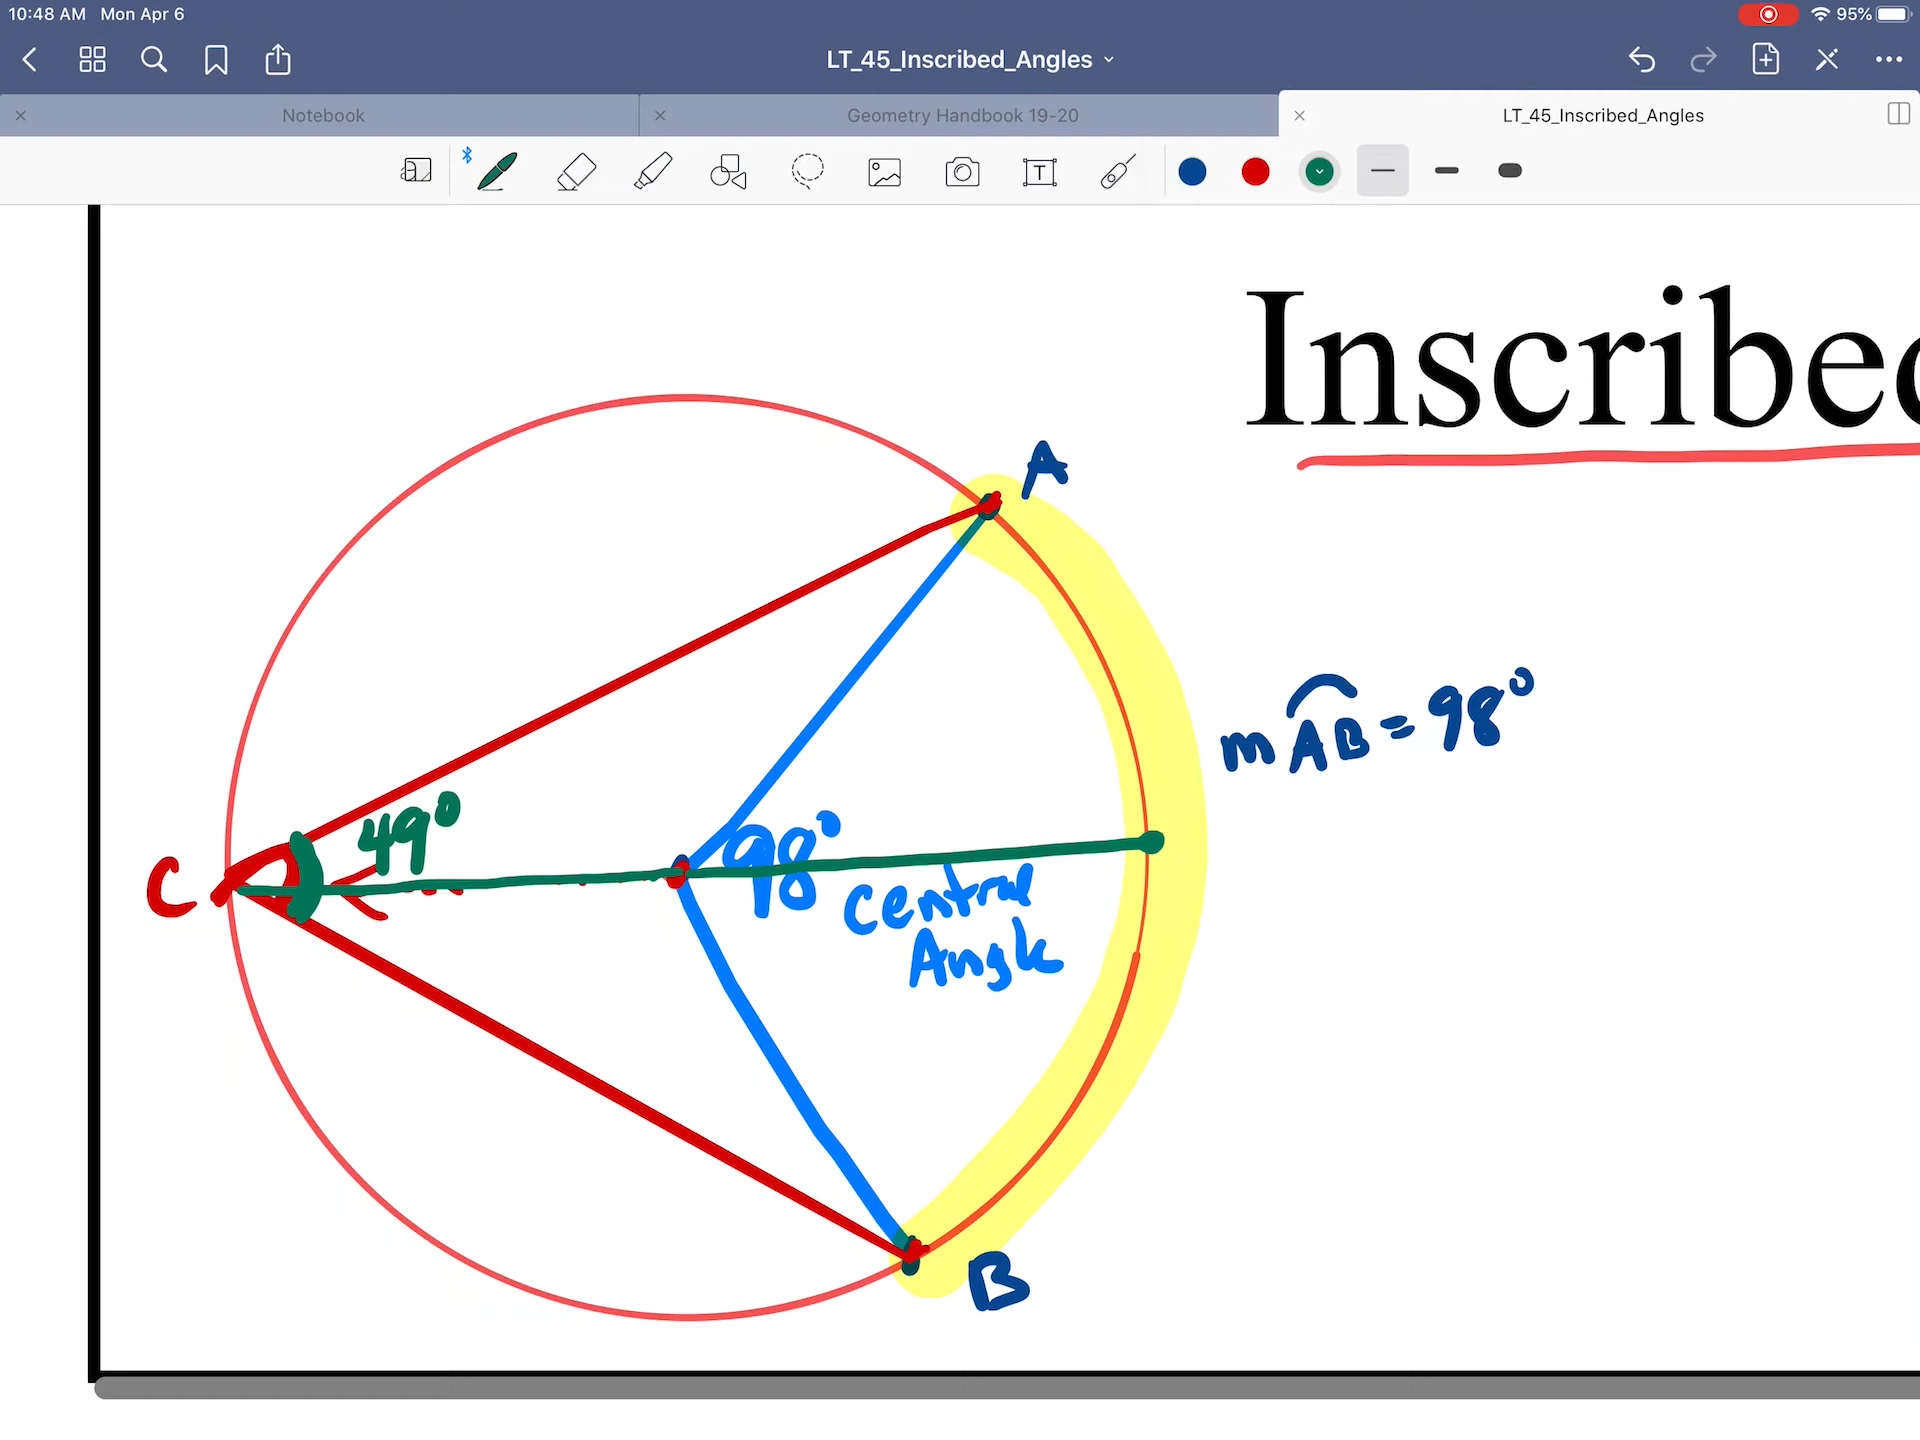 10:48 AM Mon Apr 6
95%
LT_45_Inscribed_Angles
Notebook
Geometry Handbook 19-20
LT_45_Inscribed_Angles
T
Inscribed
A
m AB = 98°
49°
98°
C
Central
Angle
B